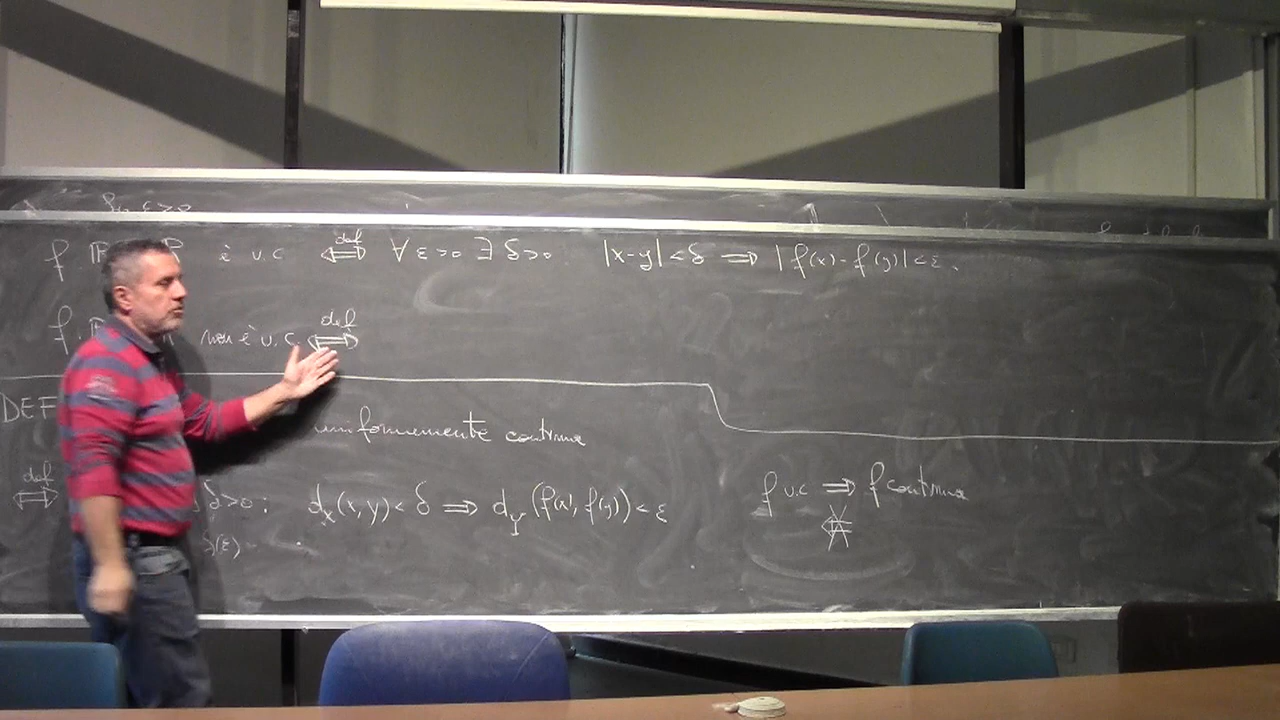 f ℝ ℝ è u.c ⟺ def ∀ε>0 ∃ δ>0 |x-y|<δ ⟹ |f(x)-f(y)|<ε.
f. non è u.c. ⟺ def
DEF uniformemente continua
⟺ def δ>0: d_X(x,y)<δ ⟹ d_Y(f(x), f(y))<ε
δ(ε)
f u.c ⟹ f continua
⇍